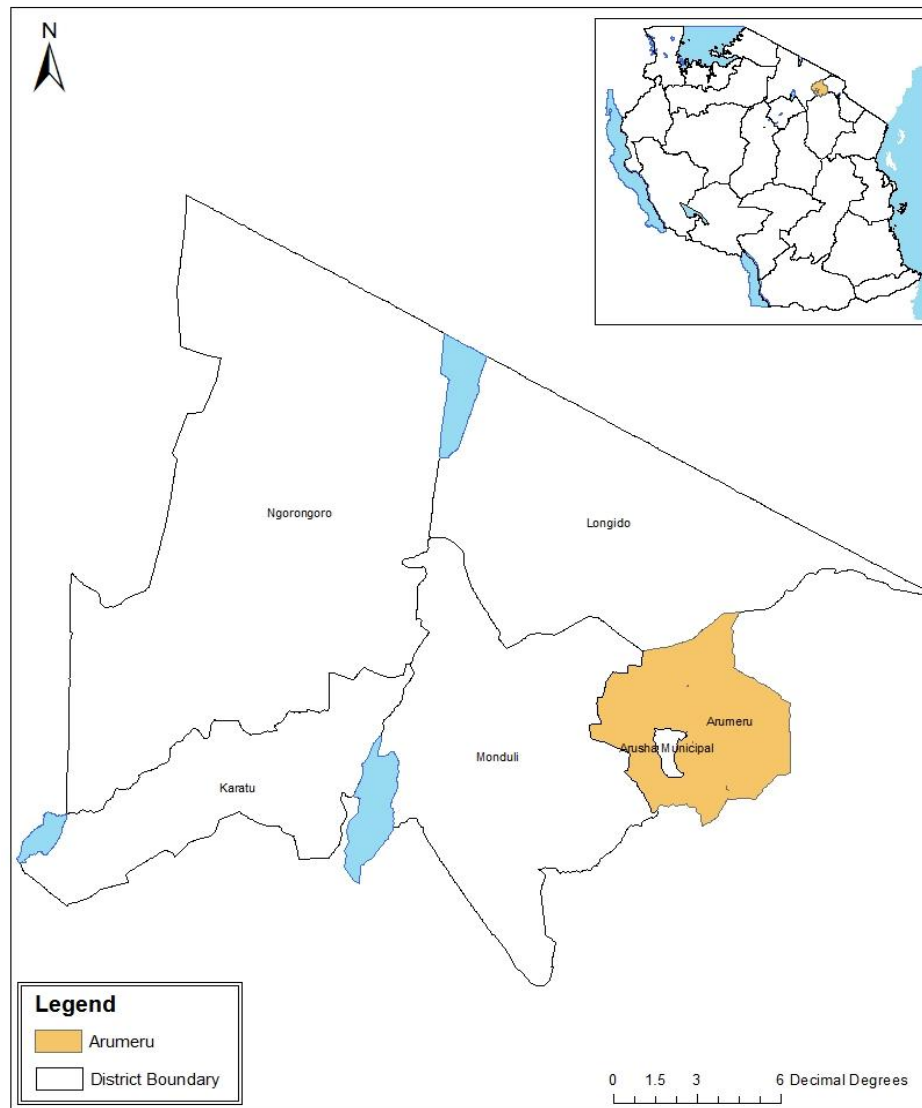 N
Ngorongoro
Longido
Arumeru
Arusha Municipal
Monduli
Karatu
Legend
Arumeru
District Boundary
0 1.5 3 6 Decimal Degrees